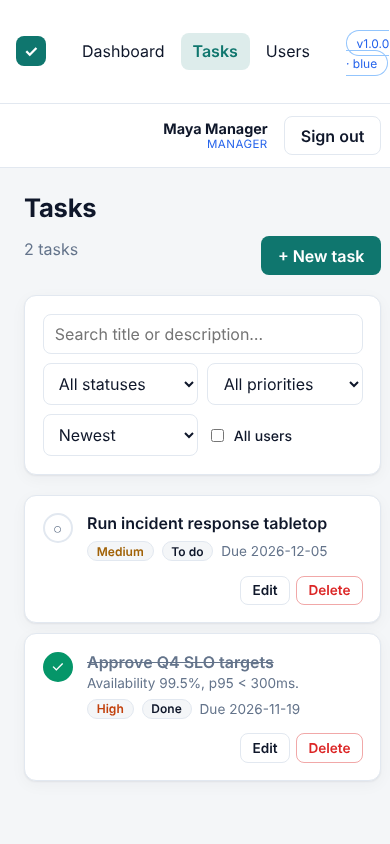 Dashboard Tasks Users v1.0.0
· blue
Maya Manager
MANAGER
Sign out
Tasks
2 tasks
+ New task
Search title or description...
All statuses All priorities
Newest All users
Run incident response tabletop
Medium To do Due 2026-12-05
Edit Delete
Approve Q4 SLO targets
Availability 99.5%, p95 < 300ms.
High Done Due 2026-11-19
Edit Delete